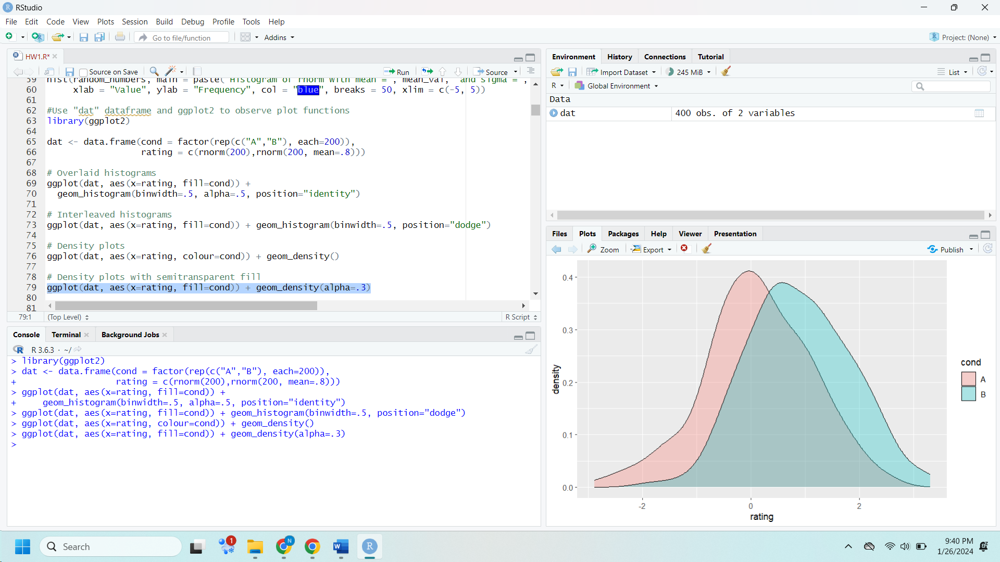 RStudio
File Edit Code View Plots Session Build Debug Profile Tools Help
Go to file/function Addins Project: (None)
HW1.R*
Source on Save Run Source
59 hist(random_numbers, main = paste("Histogram of rnorm with mean =", mean_val, "and sigma =",
60 xlab = "Value", ylab = "Frequency", col = "blue", breaks = 50, xlim = c(-5, 5))
61
62 #Use "dat" dataframe and ggplot2 to observe plot functions
63 library(ggplot2)
64
65 dat <- data.frame(cond = factor(rep(c("A","B"), each=200)),
66 rating = c(rnorm(200),rnorm(200, mean=.8)))
67
68 # Overlaid histograms
69 ggplot(dat, aes(x=rating, fill=cond)) +
70 geom_histogram(binwidth=.5, alpha=.5, position="identity")
71
72 # Interleaved histograms
73 ggplot(dat, aes(x=rating, fill=cond)) + geom_histogram(binwidth=.5, position="dodge")
74
75 # Density plots
76 ggplot(dat, aes(x=rating, colour=cond)) + geom_density()
77
78 # Density plots with semitransparent fill
79 ggplot(dat, aes(x=rating, fill=cond)) + geom_density(alpha=.3)
80
81
79:1 (Top Level) R Script
Console Terminal Background Jobs
R 3.6.3 · ~/
> library(ggplot2)
> dat <- data.frame(cond = factor(rep(c("A","B"), each=200)),
+ rating = c(rnorm(200),rnorm(200, mean=.8)))
> ggplot(dat, aes(x=rating, fill=cond)) +
+ geom_histogram(binwidth=.5, alpha=.5, position="identity")
> ggplot(dat, aes(x=rating, fill=cond)) + geom_histogram(binwidth=.5, position="dodge")
> ggplot(dat, aes(x=rating, colour=cond)) + geom_density()
> ggplot(dat, aes(x=rating, fill=cond)) + geom_density(alpha=.3)
>
Environment History Connections Tutorial
Import Dataset 245 MiB List
R Global Environment
Data
dat 400 obs. of 2 variables
Files Plots Packages Help Viewer Presentation
Zoom Export Publish
0.4
0.3
0.2
0.1
0.0
density
-2 0 2
rating
cond
A
B
Search
1
N
9:40 PM
1/26/2024